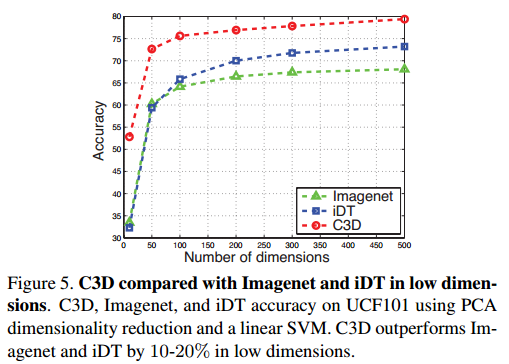 80
75
70
65
60
55
50
45
40
35
30
Accuracy
0 50 100 150 200 250 300 350 400 450 500
Number of dimensions
Imagenet
iDT
C3D
Figure 5. C3D compared with Imagenet and iDT in low dimen-
sions. C3D, Imagenet, and iDT accuracy on UCF101 using PCA
dimensionality reduction and a linear SVM. C3D outperforms Im-
agenet and iDT by 10-20% in low dimensions.